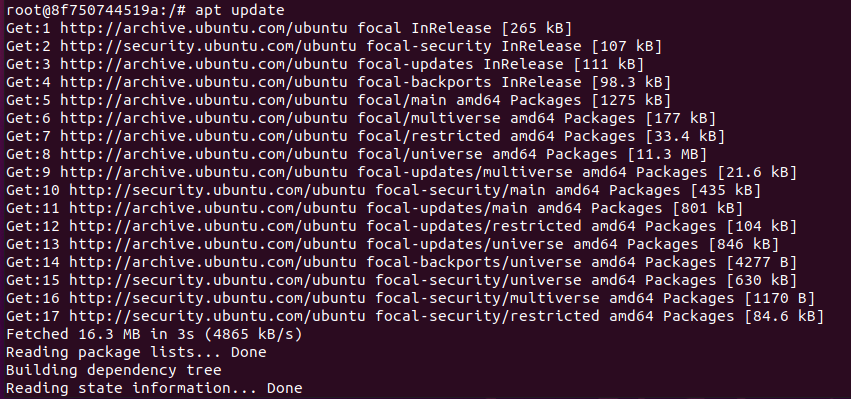 root@8f750744519a:/# apt update
Get:1 http://archive.ubuntu.com/ubuntu focal InRelease [265 kB]
Get:2 http://security.ubuntu.com/ubuntu focal-security InRelease [107 kB]
Get:3 http://archive.ubuntu.com/ubuntu focal-updates InRelease [111 kB]
Get:4 http://archive.ubuntu.com/ubuntu focal-backports InRelease [98.3 kB]
Get:5 http://archive.ubuntu.com/ubuntu focal/main amd64 Packages [1275 kB]
Get:6 http://archive.ubuntu.com/ubuntu focal/multiverse amd64 Packages [177 kB]
Get:7 http://archive.ubuntu.com/ubuntu focal/restricted amd64 Packages [33.4 kB]
Get:8 http://archive.ubuntu.com/ubuntu focal/universe amd64 Packages [11.3 MB]
Get:9 http://archive.ubuntu.com/ubuntu focal-updates/multiverse amd64 Packages [21.6 kB]
Get:10 http://security.ubuntu.com/ubuntu focal-security/main amd64 Packages [435 kB]
Get:11 http://archive.ubuntu.com/ubuntu focal-updates/main amd64 Packages [801 kB]
Get:12 http://archive.ubuntu.com/ubuntu focal-updates/restricted amd64 Packages [104 kB]
Get:13 http://archive.ubuntu.com/ubuntu focal-updates/universe amd64 Packages [846 kB]
Get:14 http://archive.ubuntu.com/ubuntu focal-backports/universe amd64 Packages [4277 B]
Get:15 http://security.ubuntu.com/ubuntu focal-security/universe amd64 Packages [630 kB]
Get:16 http://security.ubuntu.com/ubuntu focal-security/multiverse amd64 Packages [1170 B]
Get:17 http://security.ubuntu.com/ubuntu focal-security/restricted amd64 Packages [84.6 kB]
Fetched 16.3 MB in 3s (4865 kB/s)
Reading package lists... Done
Building dependency tree
Reading state information... Done